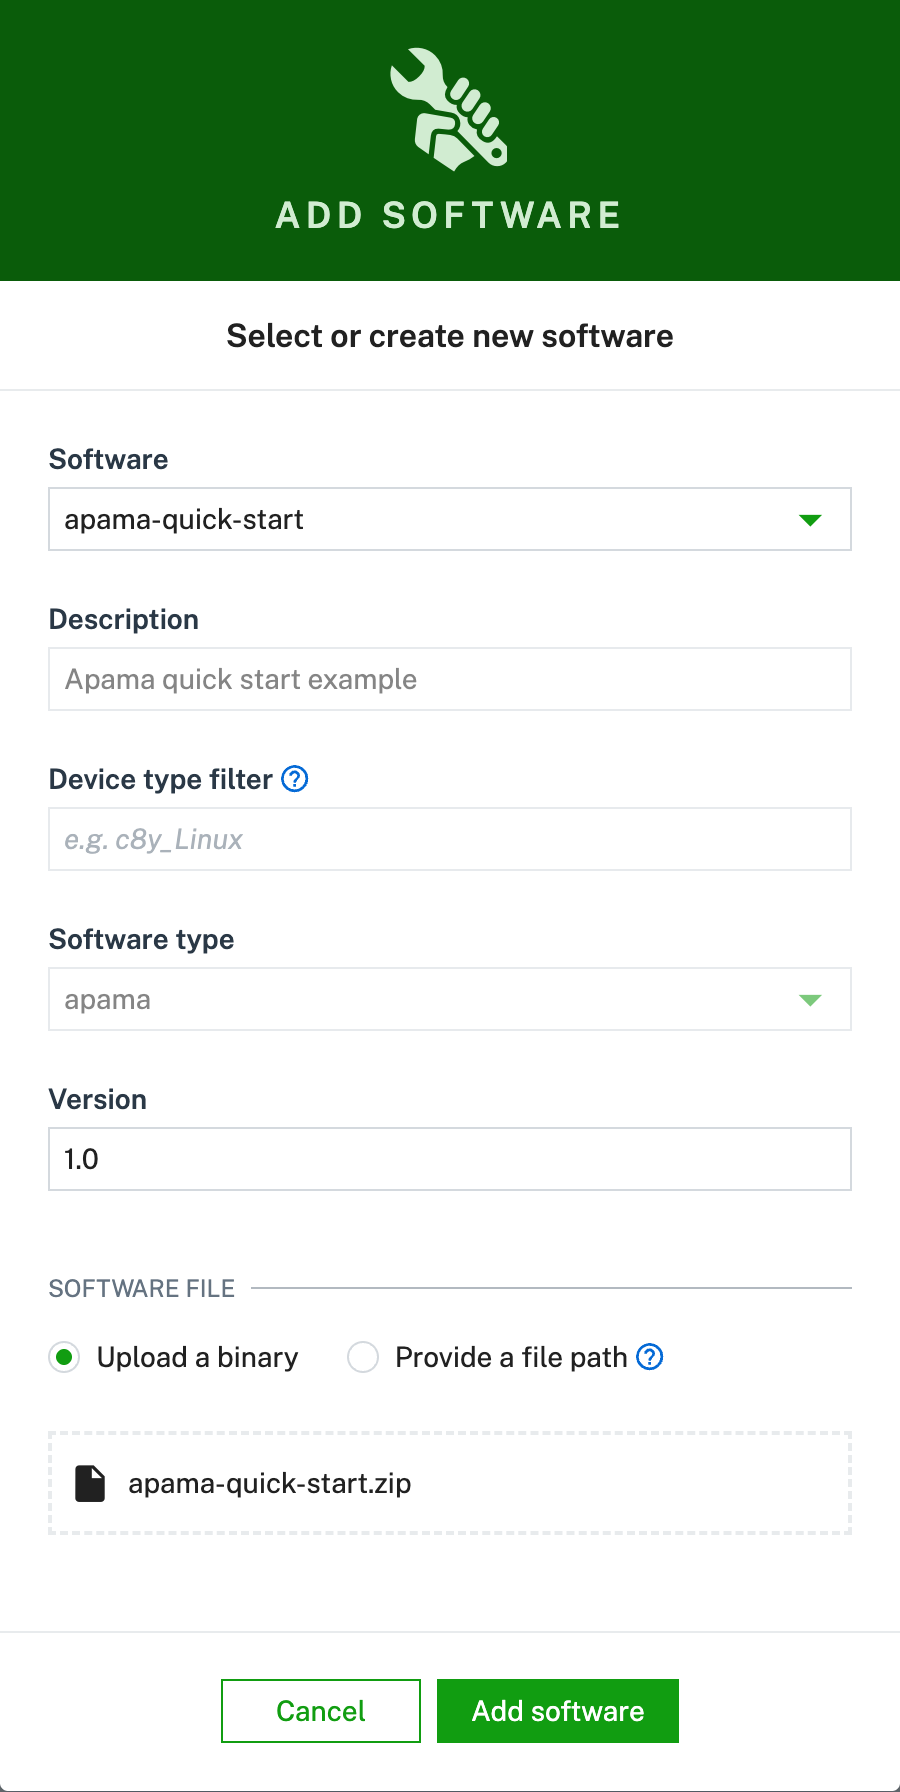 ADD SOFTWARE
Select or create new software
Software
apama-quick-start
Description
Apama quick start example
Device type filter ?
e.g. c8y_Linux
Software type
apama
Version
1.0
SOFTWARE FILE
Upload a binary Provide a file path ?
apama-quick-start.zip
Cancel Add software